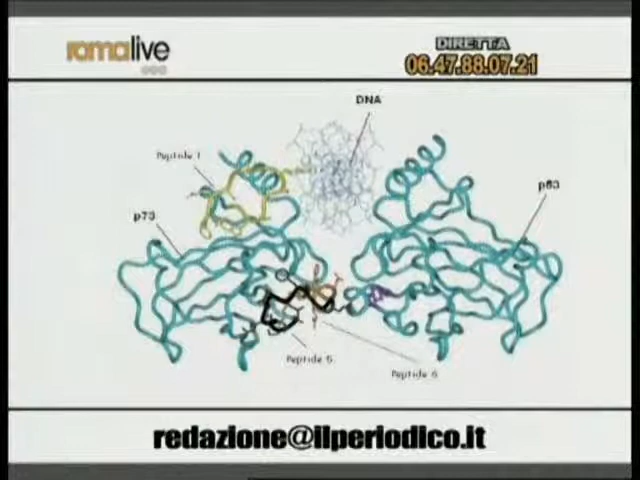 romalive
DIRETTA
06.47.88.07.21
DNA
Peptide 1
p63
p73
Peptide 5
Peptide 6
redazione@ilperiodico.it